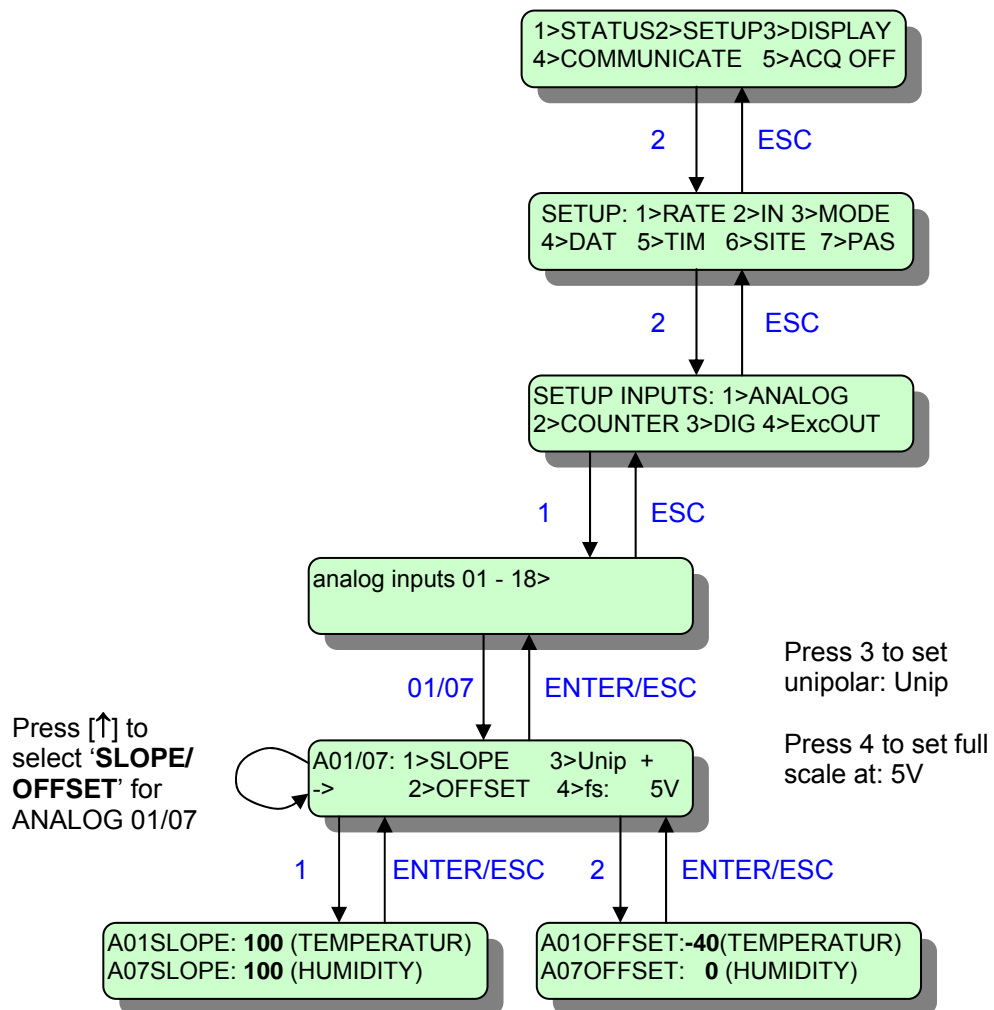 1>STATUS2>SETUP3>DISPLAY
4>COMMUNICATE 5>ACQ OFF
2 ESC
SETUP: 1>RATE 2>IN 3>MODE
4>DAT 5>TIM 6>SITE 7>PAS
2 ESC
SETUP INPUTS: 1>ANALOG
2>COUNTER 3>DIG 4>ExcOUT
1 ESC
analog inputs 01 - 18>
01/07 ENTER/ESC
Press 3 to set
unipolar: Unip
Press 4 to set full
scale at: 5V
Press [↑] to
select ‘SLOPE/
OFFSET’ for
ANALOG 01/07
A01/07: 1>SLOPE 3>Unip +
-> 2>OFFSET 4>fs: 5V
1 ENTER/ESC 2 ENTER/ESC
A01SLOPE: 100 (TEMPERATUR)
A07SLOPE: 100 (HUMIDITY)
A01OFFSET:-40(TEMPERATUR)
A07OFFSET: 0 (HUMIDITY)